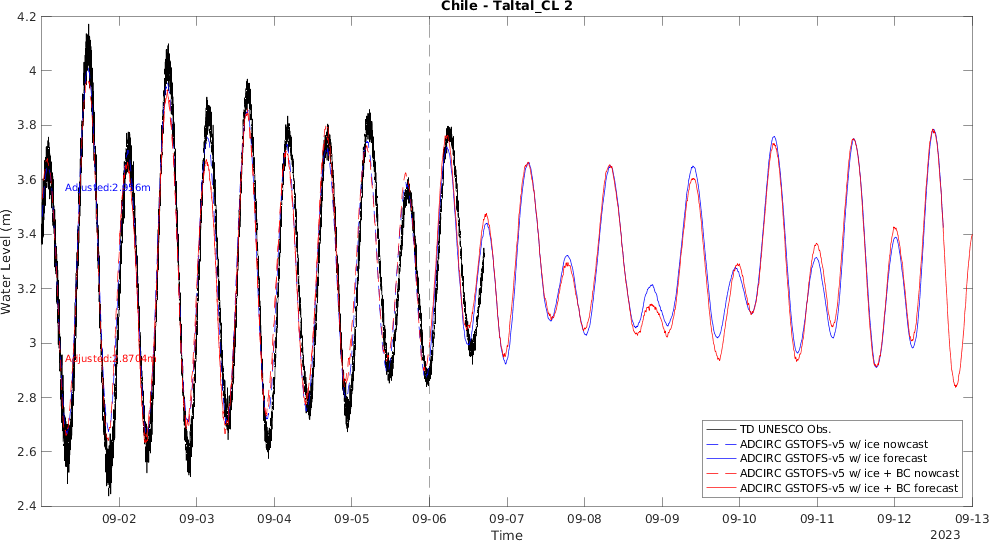 Chile - Taltal_CL 2
4.2
4
3.8
3.6
3.4
3.2
3
2.8
2.6
2.4
Water Level (m)
Adjusted:2.956m
Adjusted:2.8704m
TD UNESCO Obs.
ADCIRC GSTOFS-v5 w/ ice nowcast
ADCIRC GSTOFS-v5 w/ ice forecast
ADCIRC GSTOFS-v5 w/ ice + BC nowcast
ADCIRC GSTOFS-v5 w/ ice + BC forecast
09-02 09-03 09-04 09-05 09-06 09-07 09-08 09-09 09-10 09-11 09-12 09-13
Time
2023